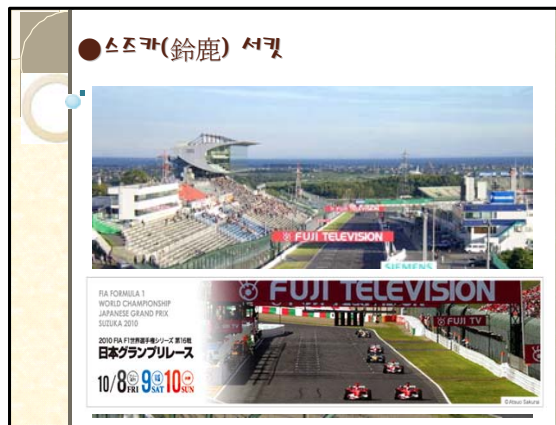 ●스즈카(鈴鹿) 서킷
FUJI TELEVISION
SIEMENS
FUJI TELEVISION
FIA FORMULA 1
WORLD CHAMPIONSHIP
JAPANESE GRAND PRIX
SUZUKA 2010
FUJI TV
2010 FIA F1世界選手権シリーズ 第16戦
日本グランプリレース
10/8 FRI 9 SAT 10 SUN
©Atsuo Sakurai